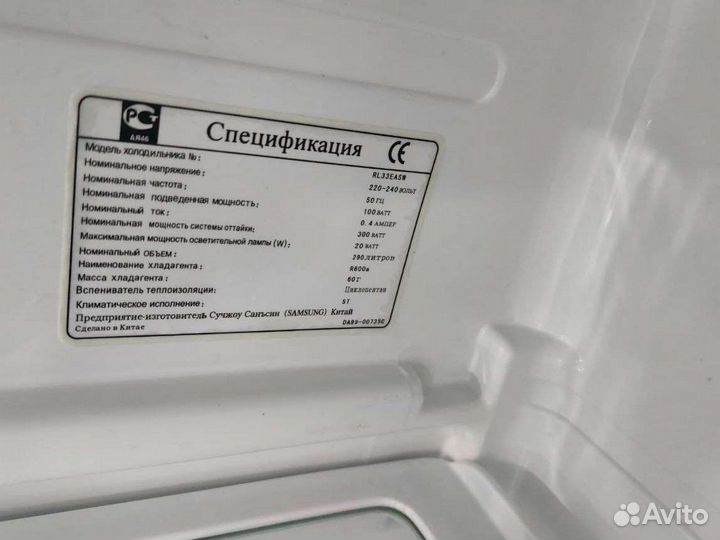 РСТ
АЯ46
Спецификация
CE
Модель холодильника №: RL33EASW
Номинальное напряжение: 220-240 ВОЛЬТ
Номинальная частота: 50 ГЦ
Номинальная подведенная мощность: 100 ВАТТ
Номинальный ток: 0.4 АМПЕР
Номинальная мощность системы оттайки: 300 ВАТТ
Максимальная мощность осветительной лампы (W): 20 ВАТТ
Номинальный ОБЪЕМ: 290 ЛИТРОВ
Наименование хладагента: R600a
Масса хладагента: 60 Г
Вспениватель теплоизоляции: Циклопентан
Климатическое исполнение: ST
Предприятие-изготовитель Сучжоу Санъсин (SAMSUNG) Китай
Сделано в Китае DA99-00735C
Avito